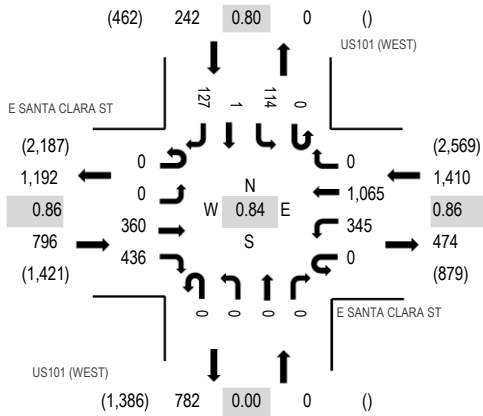 (462) 242 0.80 0 ()
US101 (WEST)
E SANTA CLARA ST
127 1 114 0
(2,187) 0 0 (2,569)
1,192 0 N 1,065 1,410
0.86 360 W 0.84 E 345 0.86
796 436 S 0 474
(1,421) (879)
0 0 0 0
E SANTA CLARA ST
US101 (WEST)
(1,386) 782 0.00 0 ()